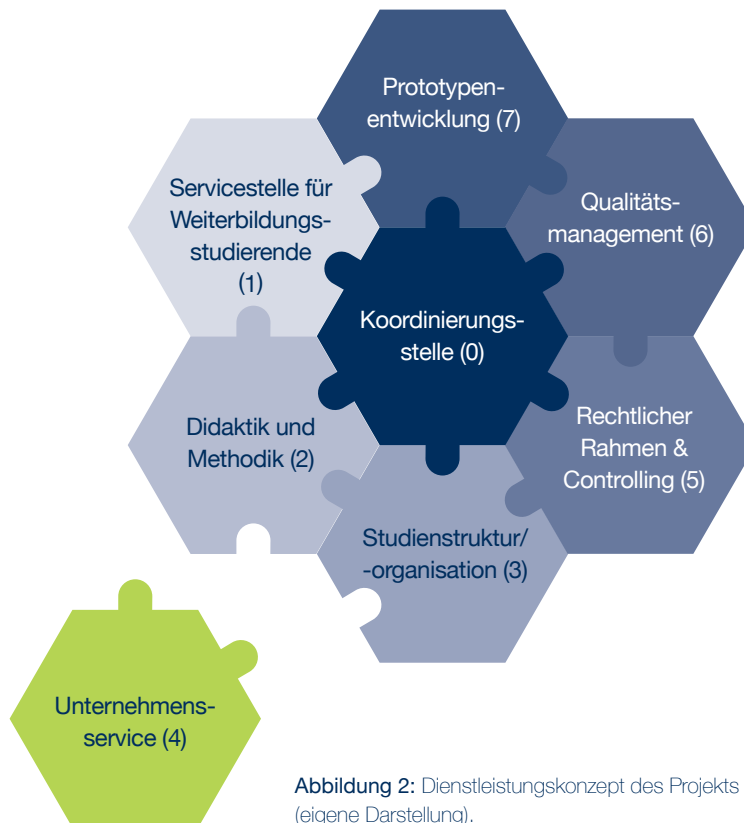 Prototypen-
entwicklung (7)
Servicestelle für
Weiterbildungs-
studierende
(1)
Qualitäts-
management (6)
Koordinierungs-
stelle (0)
Didaktik und
Methodik (2)
Rechtlicher
Rahmen &
Controlling (5)
Studienstruktur/
-organisation (3)
Unternehmens-
service (4)
Abbildung 2: Dienstleistungskonzept des Projekts
(eigene Darstellung).